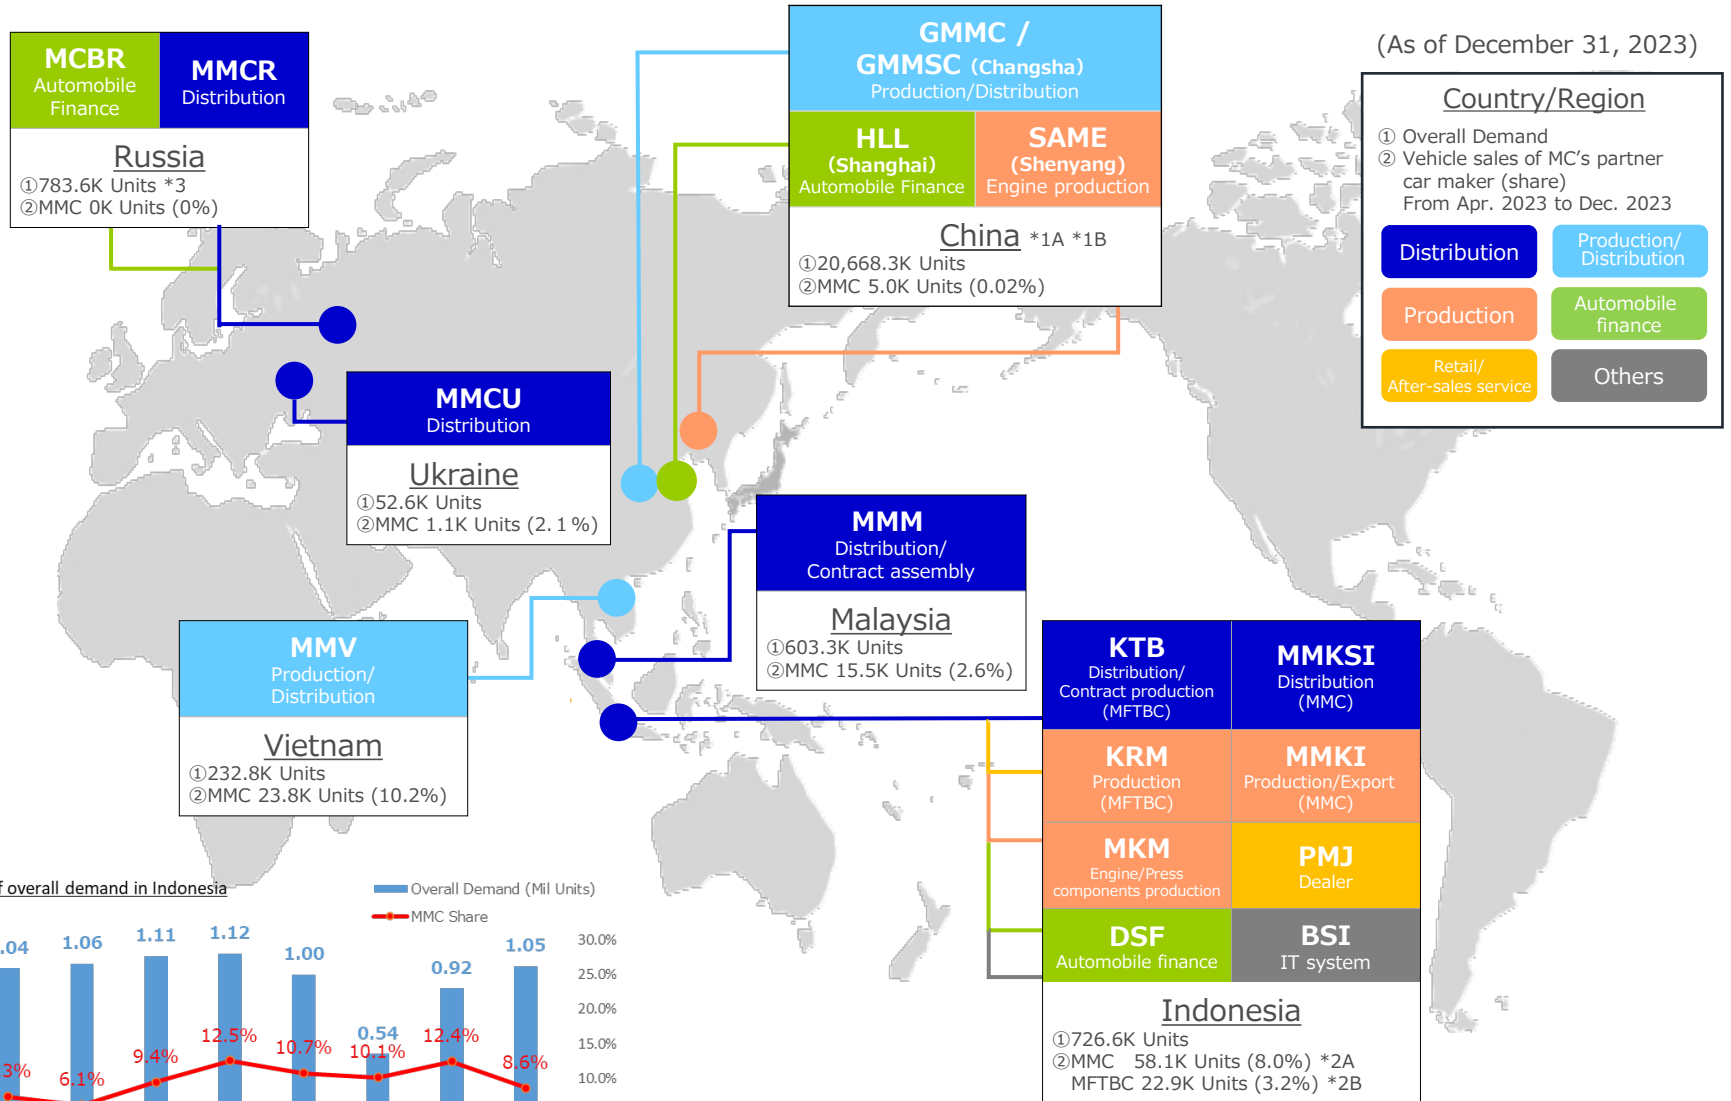 (As of December 31, 2023)
Country/Region
① Overall Demand
② Vehicle sales of MC's partner
car maker (share)
From Apr. 2023 to Dec. 2023
Distribution
Production/
Distribution
Production
Automobile
finance
Retail/
After-sales service
Others
MCBR
Automobile
Finance
MMCR
Distribution
Russia
①783.6K Units *3
②MMC 0K Units (0%)
GMMC /
GMMSC (Changsha)
Production/Distribution
HLL
(Shanghai)
Automobile Finance
SAME
(Shenyang)
Engine production
China *1A *1B
①20,668.3K Units
②MMC 5.0K Units (0.02%)
MMCU
Distribution
Ukraine
①52.6K Units
②MMC 1.1K Units (2.1%)
MMM
Distribution/
Contract assembly
Malaysia
①603.3K Units
②MMC 15.5K Units (2.6%)
MMV
Production/
Distribution
Vietnam
①232.8K Units
②MMC 23.8K Units (10.2%)
KTB
Distribution/
Contract production
(MFTBC)
MMKSI
Distribution
(MMC)
KRM
Production
(MFTBC)
MMKI
Production/Export
(MMC)
MKM
Engine/Press
components production
PMJ
Dealer
DSF
Automobile finance
BSI
IT system
Indonesia
①726.6K Units
②MMC 58.1K Units (8.0%) *2A
MFTBC 22.9K Units (3.2%) *2B
overall demand in Indonesia
Overall Demand (Mil Units)
MMC Share
1.06
1.11
1.12
1.00
0.54
0.92
1.05
6.1%
9.4%
12.5%
10.7%
10.1%
12.4%
8.6%
30.0%
25.0%
20.0%
15.0%
10.0%